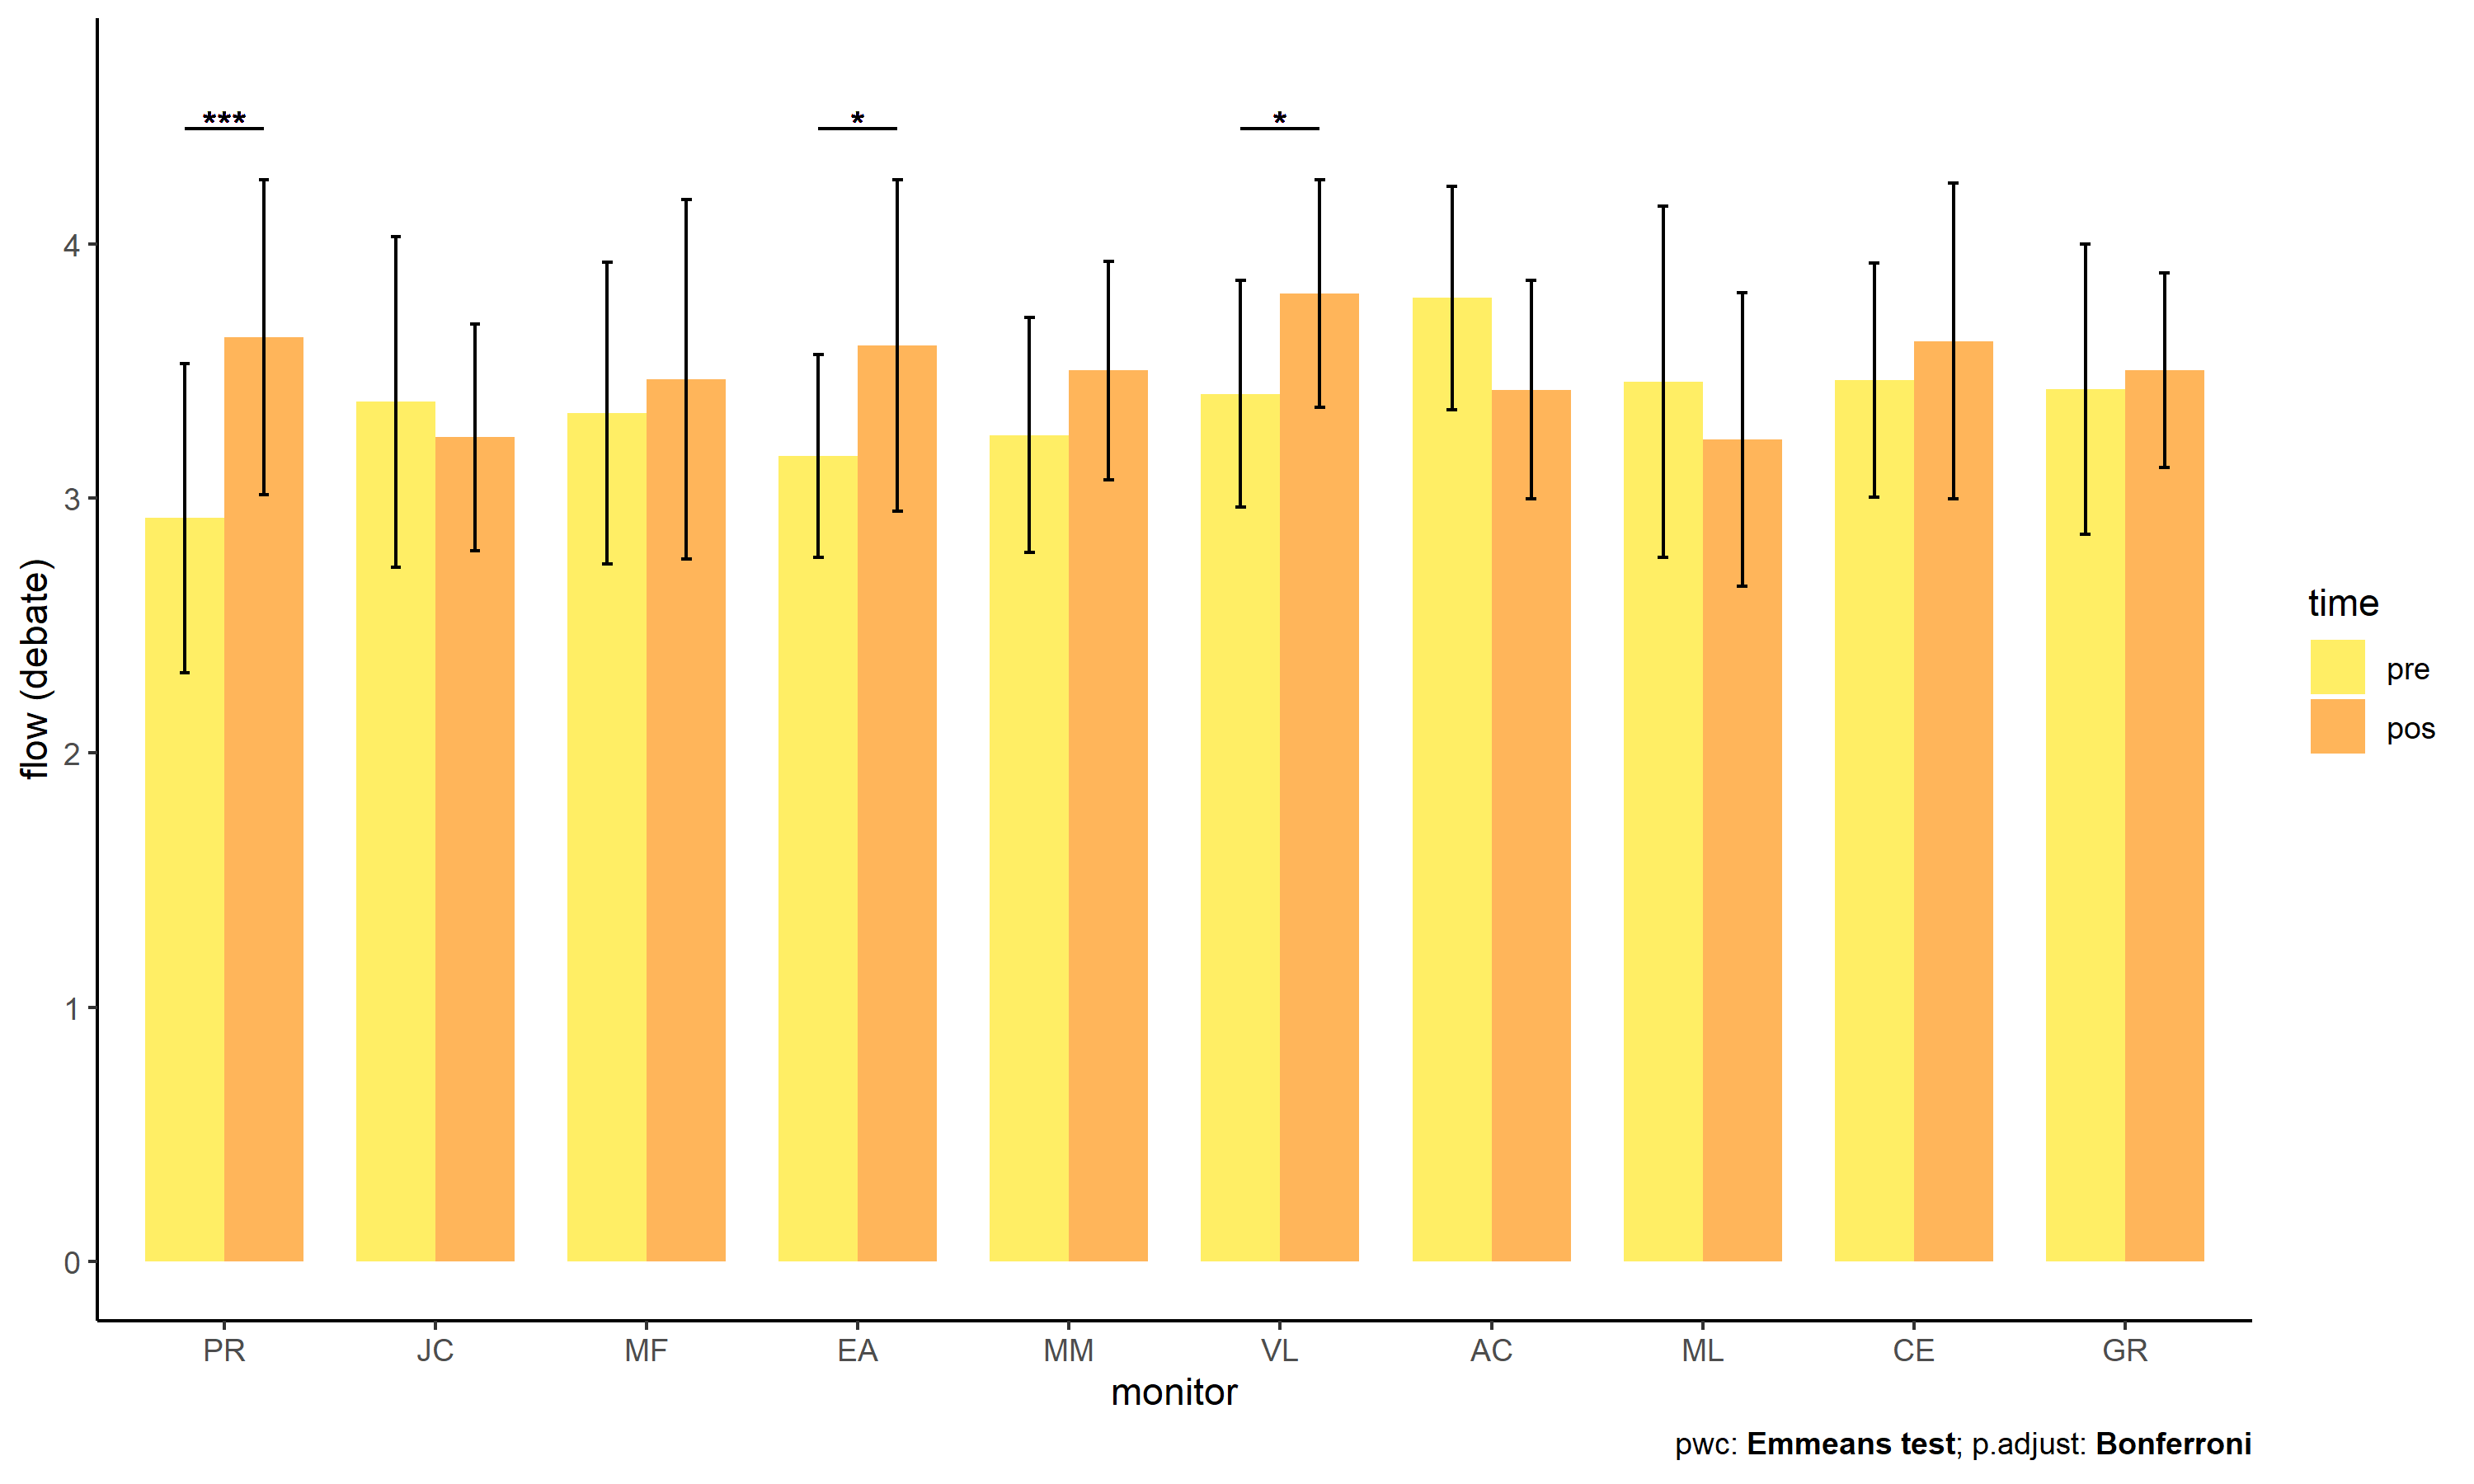 *** * *
flow (debate)
4
3
2
1
0
PR JC MF EA MM VL AC ML CE GR
monitor
time
pre
pos
pwc: Emmeans test; p.adjust: Bonferroni